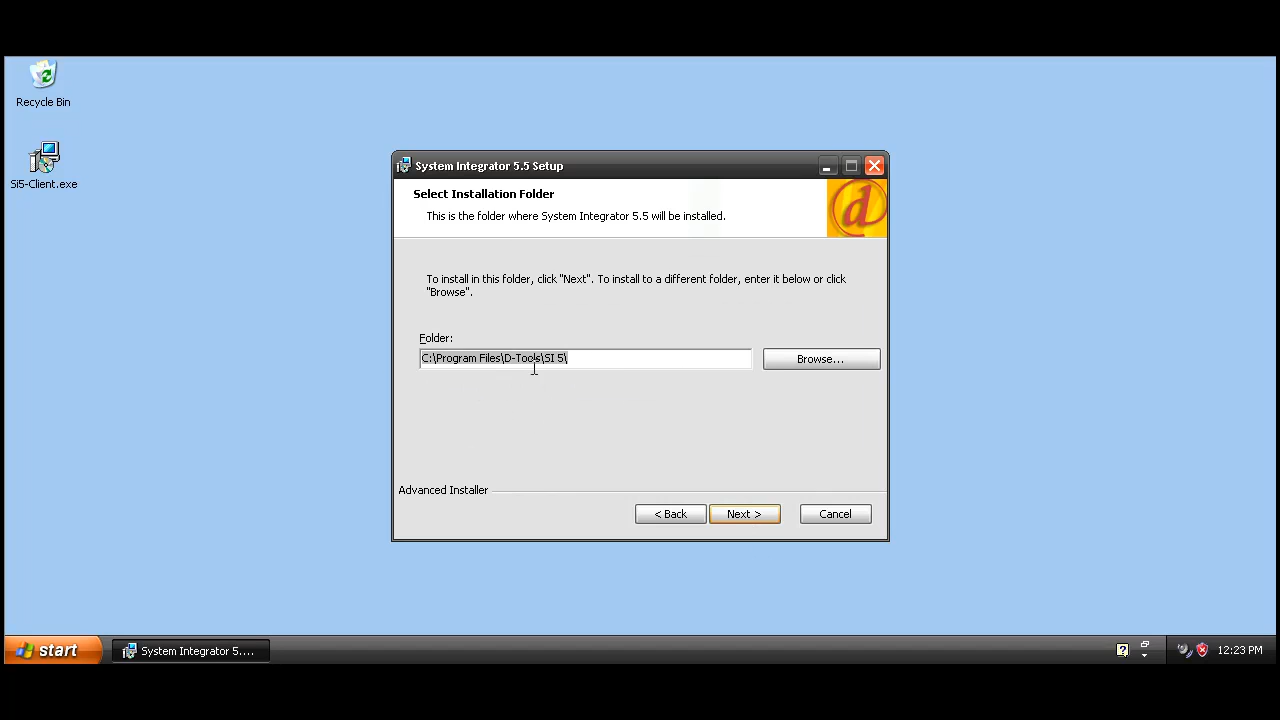 Recycle Bin
Si5-Client.exe
System Integrator 5.5 Setup
Select Installation Folder
This is the folder where System Integrator 5.5 will be installed.
To install in this folder, click "Next". To install to a different folder, enter it below or click
"Browse".
Folder:
C:\Program Files\D-Tools\SI 5\
Browse...
Advanced Installer
< Back
Next >
Cancel
start
System Integrator 5....
12:23 PM